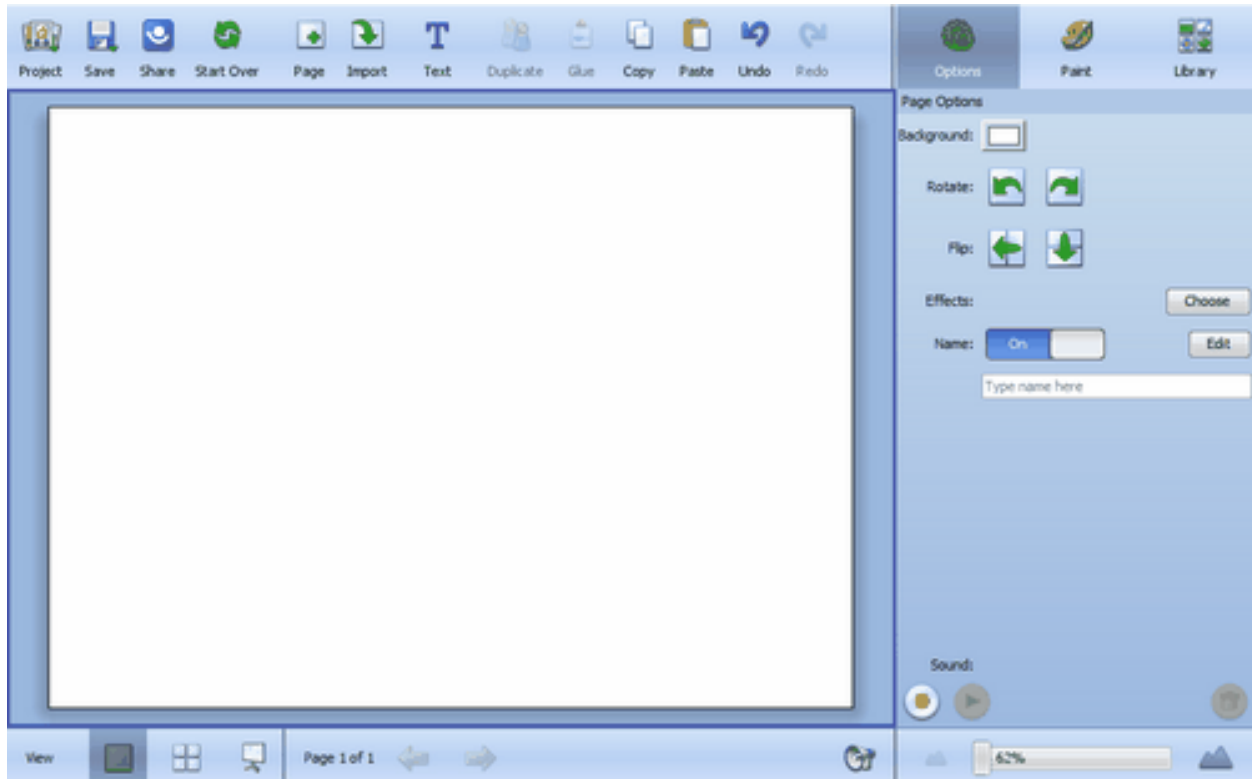 Project Save Share Start Over Page Import Text Duplicate Glue Copy Paste Undo Redo Options Paint Library
Page Options
Background:
Rotate:
Flip:
Effects: Choose
Name: On Edit
Type name here
Sound:
View Page 1 of 1 62%